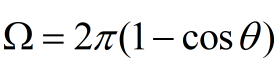 Ω = 2π(1 − cos θ)